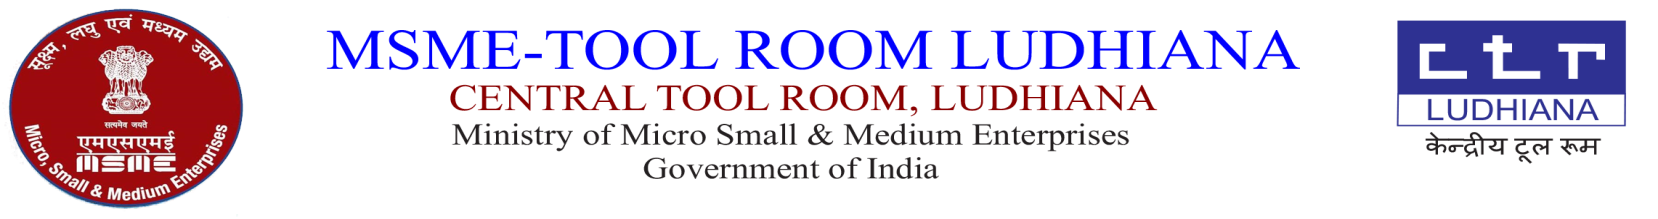 सूक्ष्म, लघु एवं मध्यम उद्यम
सत्यमेव जयते
एमएसएमई
MSME
Micro, Small & Medium Enterprises
MSME-TOOL ROOM LUDHIANA
CENTRAL TOOL ROOM, LUDHIANA
Ministry of Micro Small & Medium Enterprises
Government of India
ctr
LUDHIANA
केन्द्रीय टूल रूम